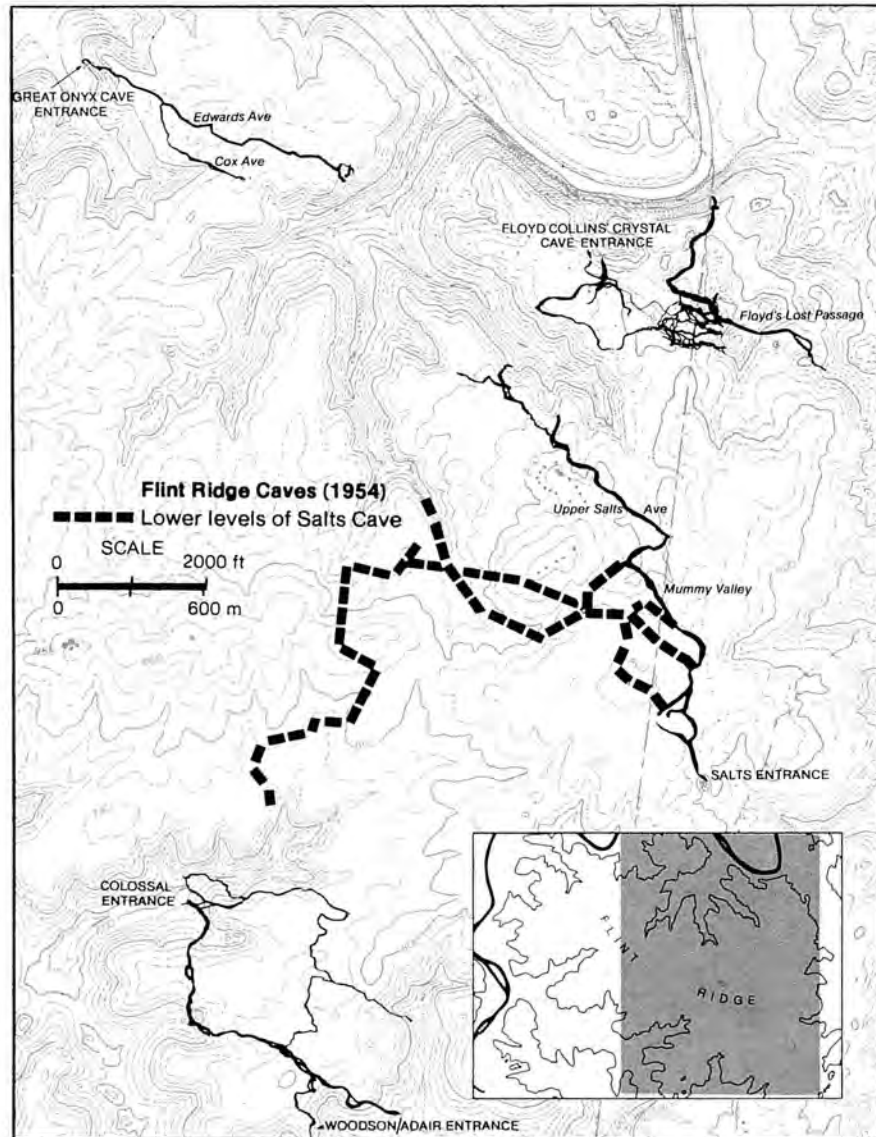 GREAT ONYX CAVE
ENTRANCE
Edwards Ave
Cox Ave
FLOYD COLLINS' CRYSTAL
CAVE ENTRANCE
Floyd's Lost Passage
Flint Ridge Caves (1954)
Lower levels of Salts Cave
SCALE
0 2000 ft
0 600 m
Upper Salts Ave
Mummy Valley
SALTS ENTRANCE
COLOSSAL
ENTRANCE
FLINT
RIDGE
WOODSON/ADAIR ENTRANCE